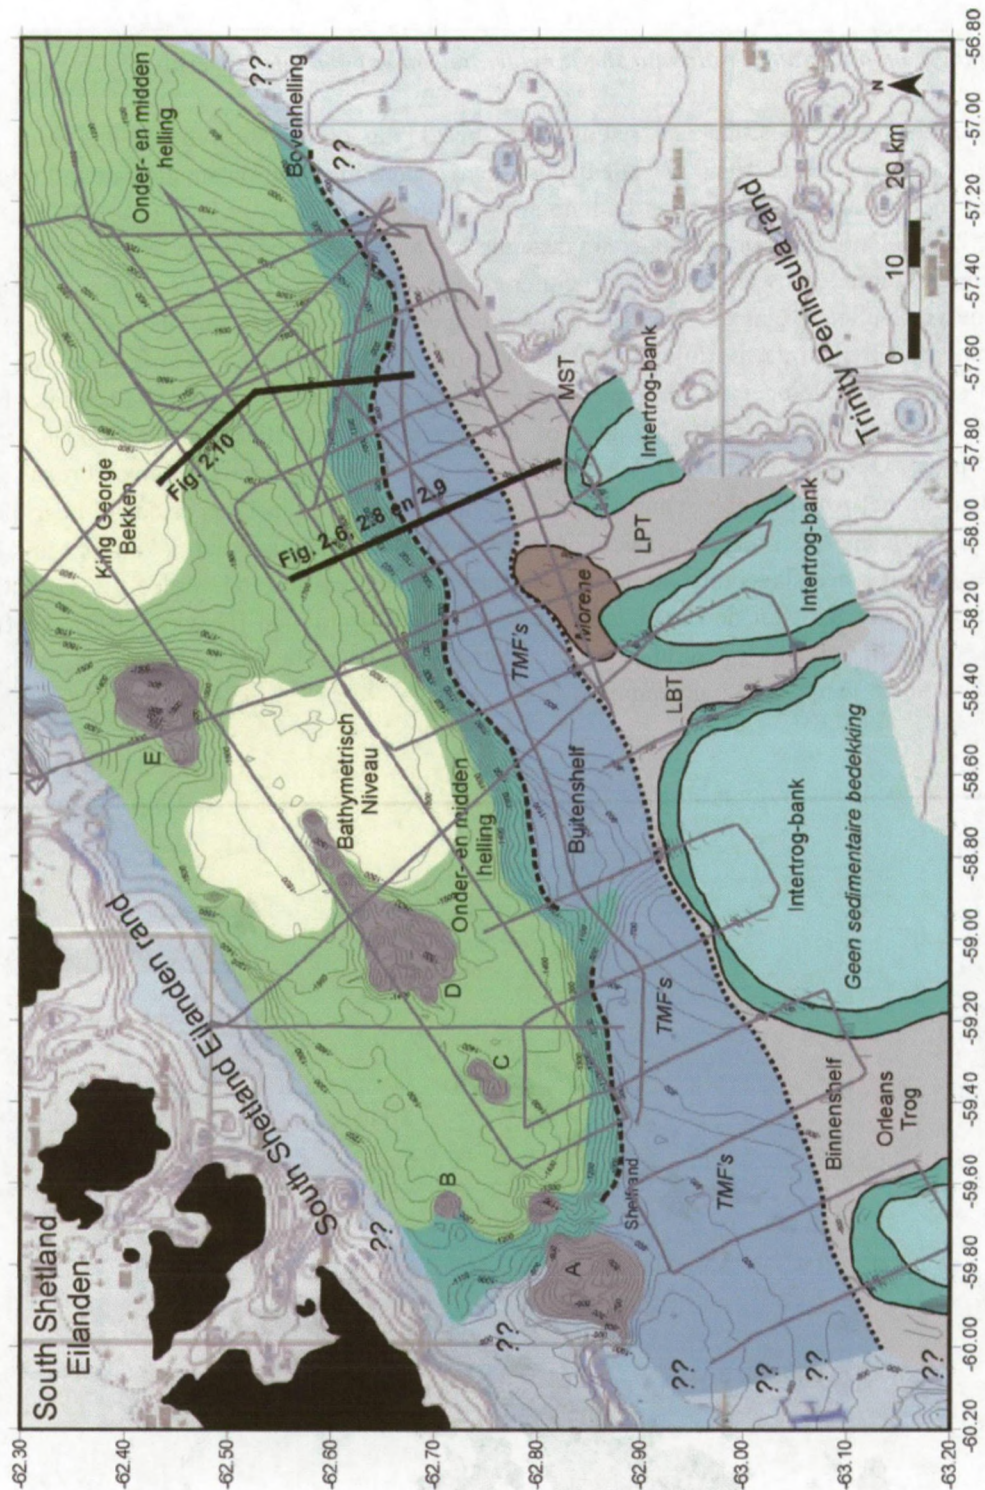 South Shetland
Eilanden
South Shetland Eilanden rand
??
??
A
B
C
D
E
King George
Bekken
Onder- en midden
helling
??
Bovenhelling
??
Fig. 2.10
Fig. 2.6, 2.8 en 2.9
Bathymetrisch
Niveau
Onder- en midden
helling
Shelfrand
Buitenshelf
TMF's
TMF's
TMF's
??
??
??
??
Morene
MST
LPT
LBT
Intertrog-bank
Intertrog-bank
Intertrog-bank
Geen sedimentaire bedekking
Binnenshelf
Orleans
Trog
Trinity Peninsula rand
N
0 10 20 km
-62.30
-62.40
-62.50
-62.60
-62.70
-62.80
-62.90
-63.00
-63.10
-63.20
-60.20
-60.00
-59.80
-59.60
-59.40
-59.20
-59.00
-58.80
-58.60
-58.40
-58.20
-58.00
-57.80
-57.60
-57.40
-57.20
-57.00
-56.80